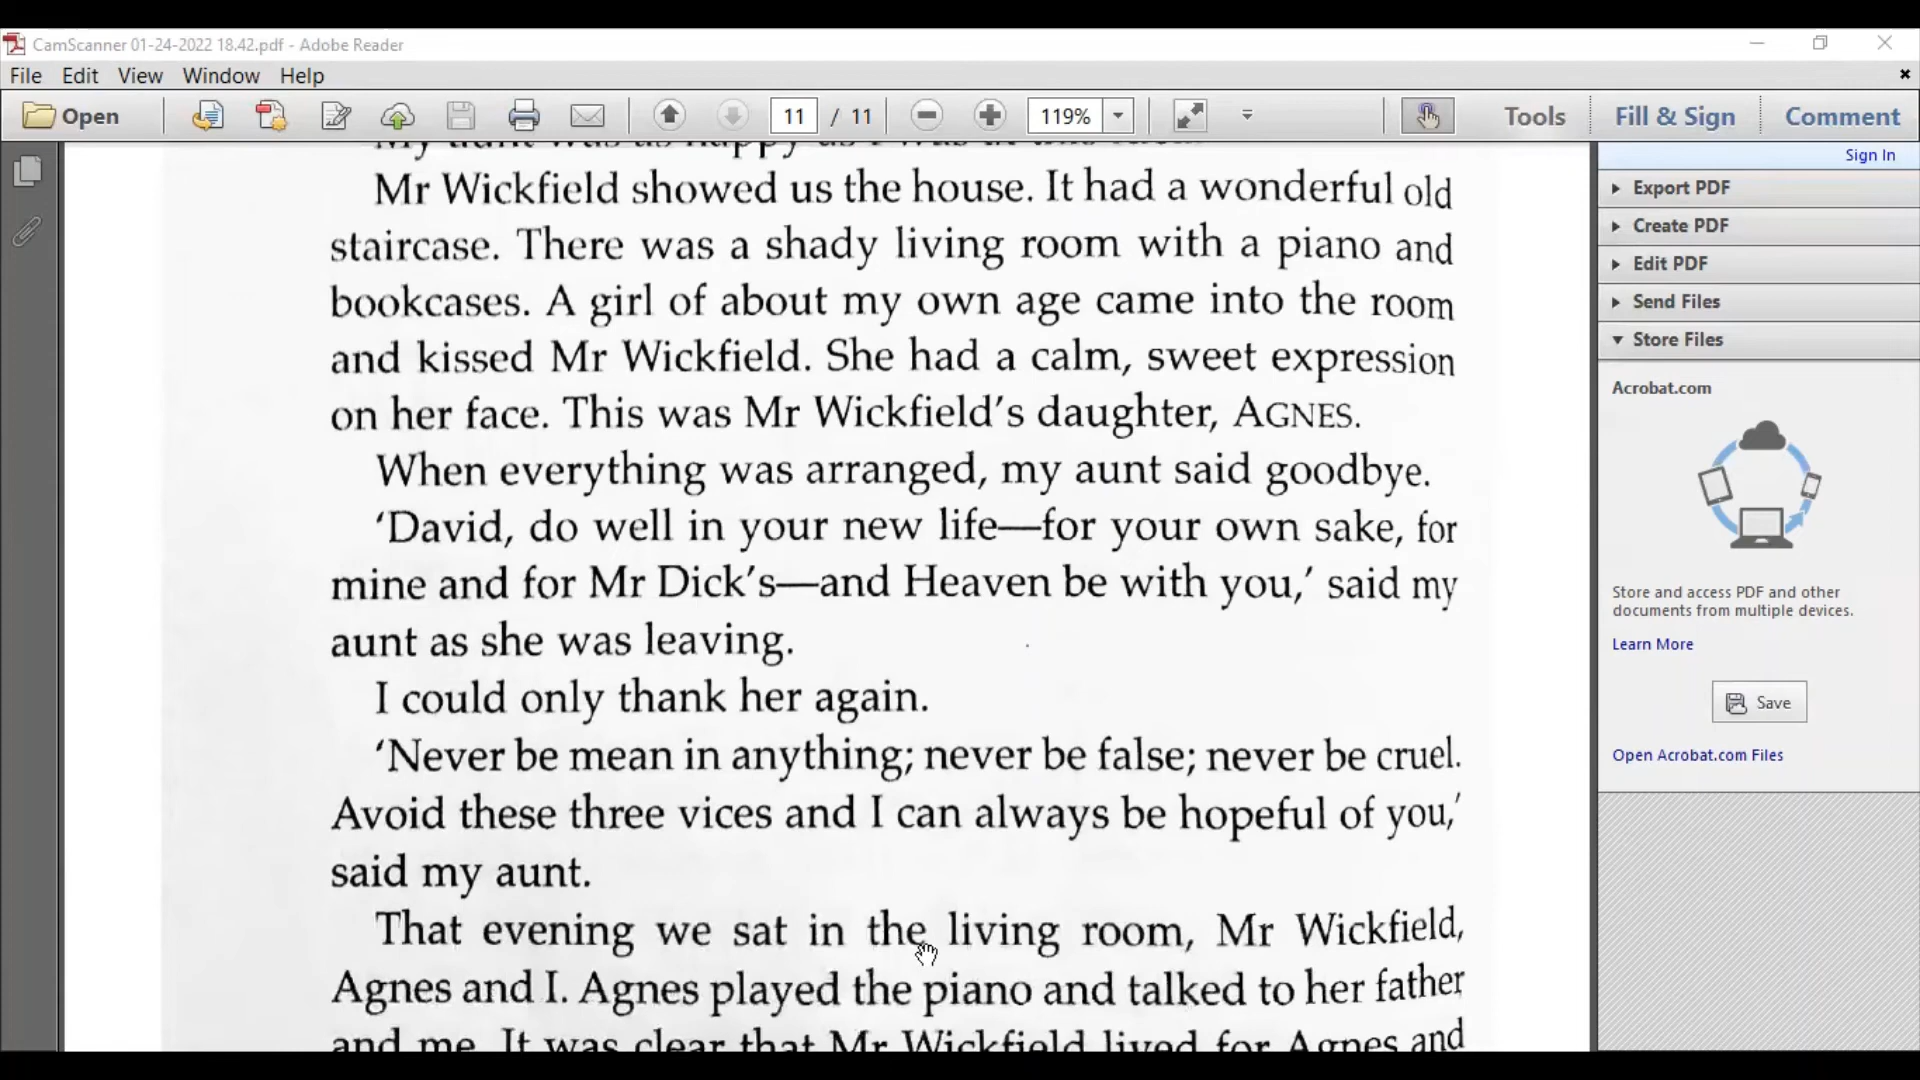 CamScanner 01-24-2022 18.42.pdf - Adobe Reader
File Edit View Window Help
Open 11 / 11 119% Tools Fill & Sign Comment
Sign In
Export PDF
Create PDF
Edit PDF
Send Files
Store Files
Acrobat.com
Store and access PDF and other
documents from multiple devices.
Learn More
Save
Open Acrobat.com Files
Mr Wickfield showed us the house. It had a wonderful old
staircase. There was a shady living room with a piano and
bookcases. A girl of about my own age came into the room
and kissed Mr Wickfield. She had a calm, sweet expression
on her face. This was Mr Wickfield's daughter, AGNES.
When everything was arranged, my aunt said goodbye.
‘David, do well in your new life—for your own sake, for
mine and for Mr Dick's—and Heaven be with you,’ said my
aunt as she was leaving.
I could only thank her again.
‘Never be mean in anything; never be false; never be cruel.
Avoid these three vices and I can always be hopeful of you,’
said my aunt.
That evening we sat in the living room, Mr Wickfield,
Agnes and I. Agnes played the piano and talked to her father
and me. It was clear that Mr Wickfield lived for Agnes and